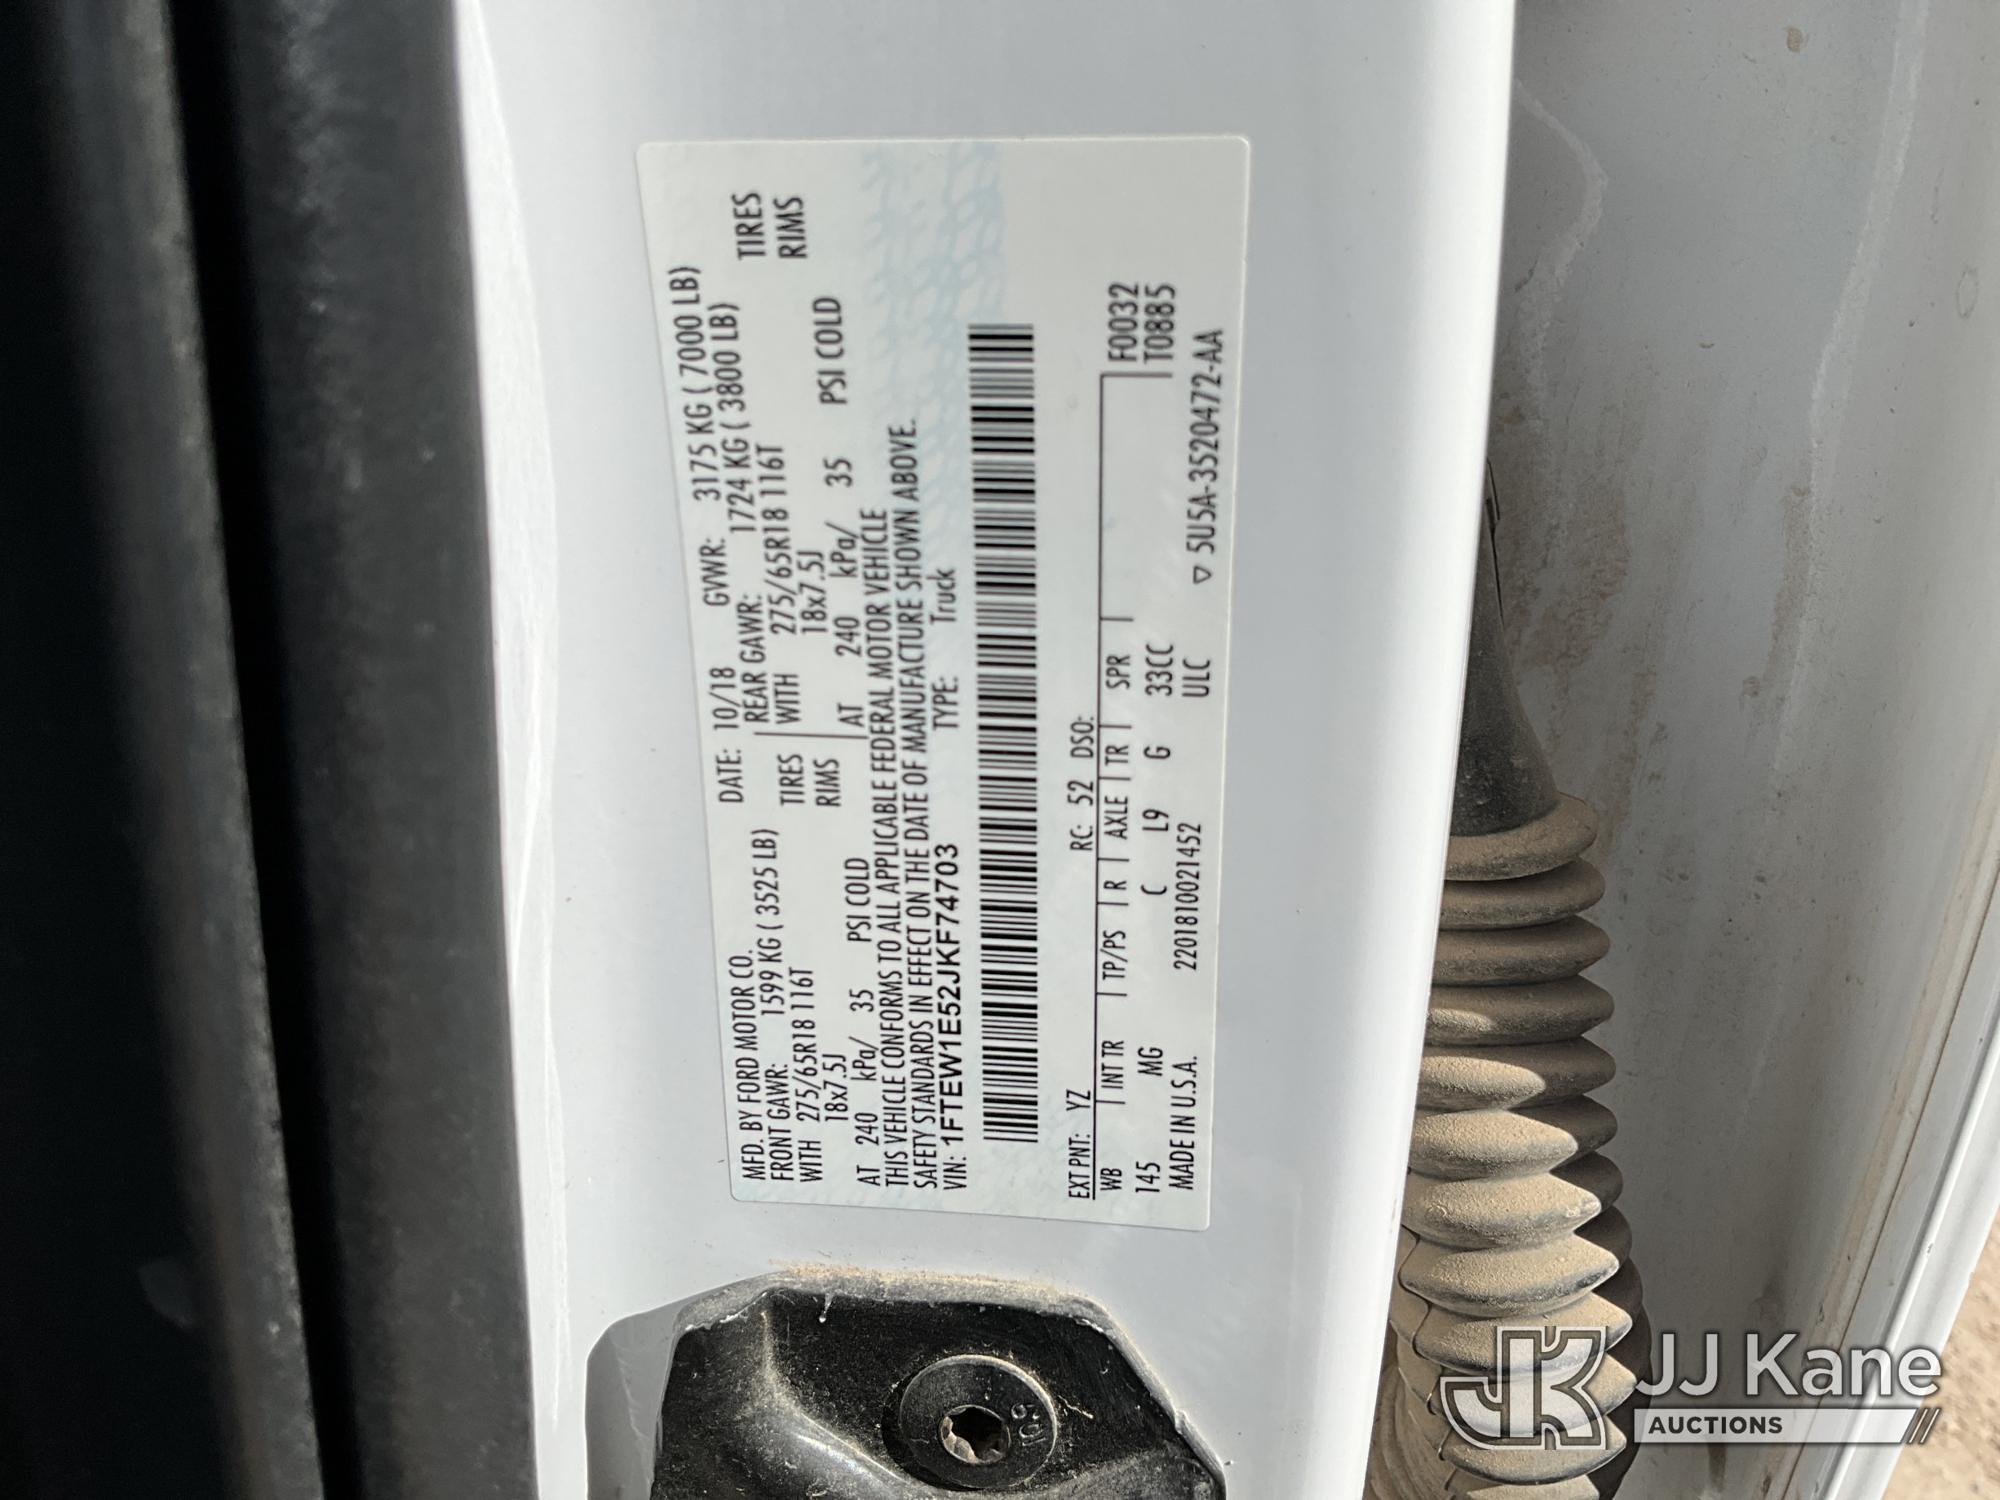 MFD. BY FORD MOTOR CO.
DATE: 10/18 GVWR: 3175 KG ( 7000 LB)
FRONT GAWR: 1599 KG ( 3525 LB) REAR GAWR: 1724 KG ( 3800 LB)
WITH 275/65R18 116T TIRES WITH 275/65R18 116T TIRES
18x7.5J RIMS 18x7.5J RIMS
AT 240 kPa/ 35 PSI COLD AT 240 kPa/ 35 PSI COLD
THIS VEHICLE CONFORMS TO ALL APPLICABLE FEDERAL MOTOR VEHICLE
SAFETY STANDARDS IN EFFECT ON THE DATE OF MANUFACTURE SHOWN ABOVE.
VIN: 1FTEW1E52JKF74703 TYPE: Truck
EXT PNT: YZ RC: 52 DSO:
WB INT TR TP/PS R AXLE TR SPR F0032
145 MG C L9 G 33CC T0885
MADE IN U.S.A. 2201810021452 ULC
▽ 5U5A-3520472-AA
10.9
JK
JJ Kane
AUCTIONS